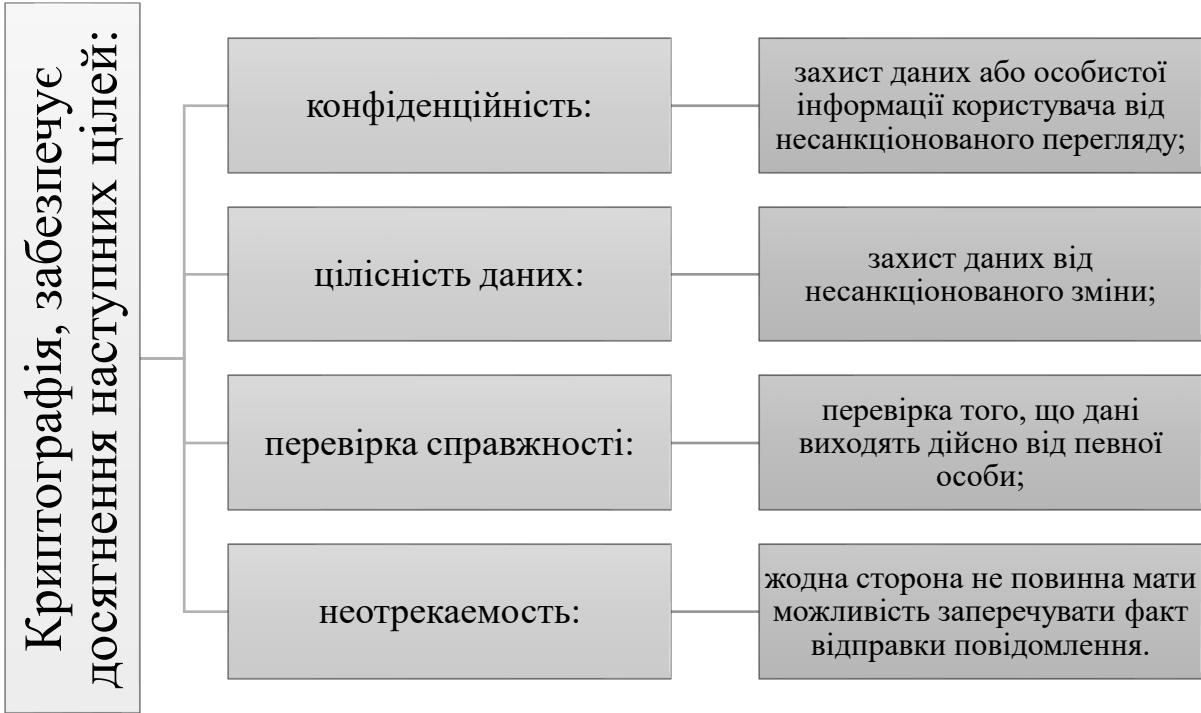 Криптографія, забезпечує
досягнення наступних цілей:
конфіденційність:
захист даних або особистої
інформації користувача від
несанкціонованого перегляду;
цілісність даних:
захист даних від
несанкціонованого зміни;
перевірка справжності:
перевірка того, що дані
виходять дійсно від певної
особи;
неотрекаемость:
жодна сторона не повинна мати
можливість заперечувати факт
відправки повідомлення.